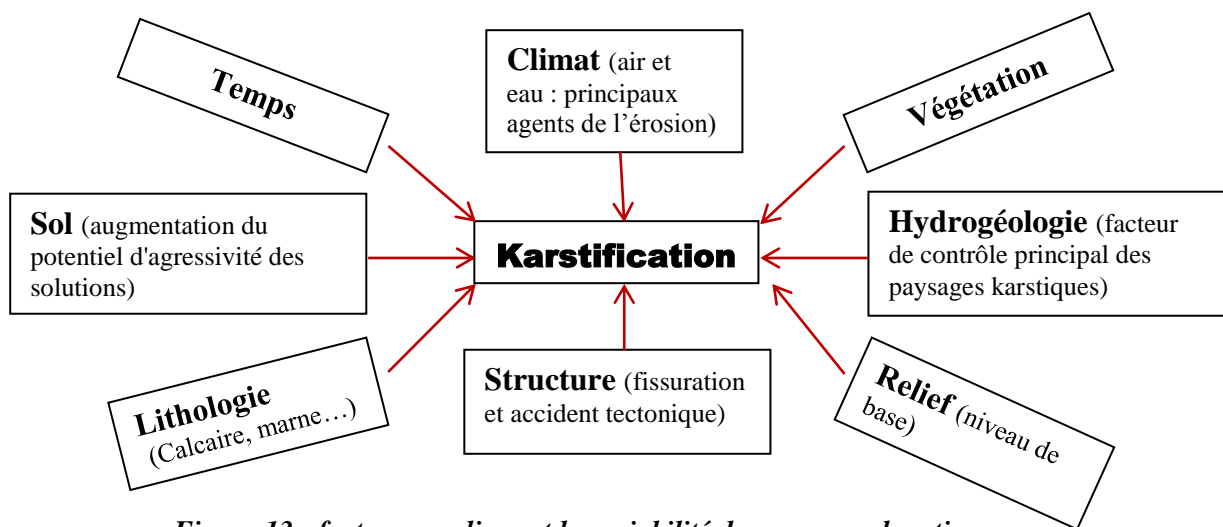 Temps
Climat (air et
eau : principaux
agents de l’érosion)
Végétation
Sol (augmentation du
potentiel d'agressivité des
solutions)
Karstification
Hydrogéologie (facteur
de contrôle principal des
paysages karstiques)
Lithologie
(Calcaire, marne…)
Structure (fissuration
et accident tectonique)
Relief (niveau de
base)